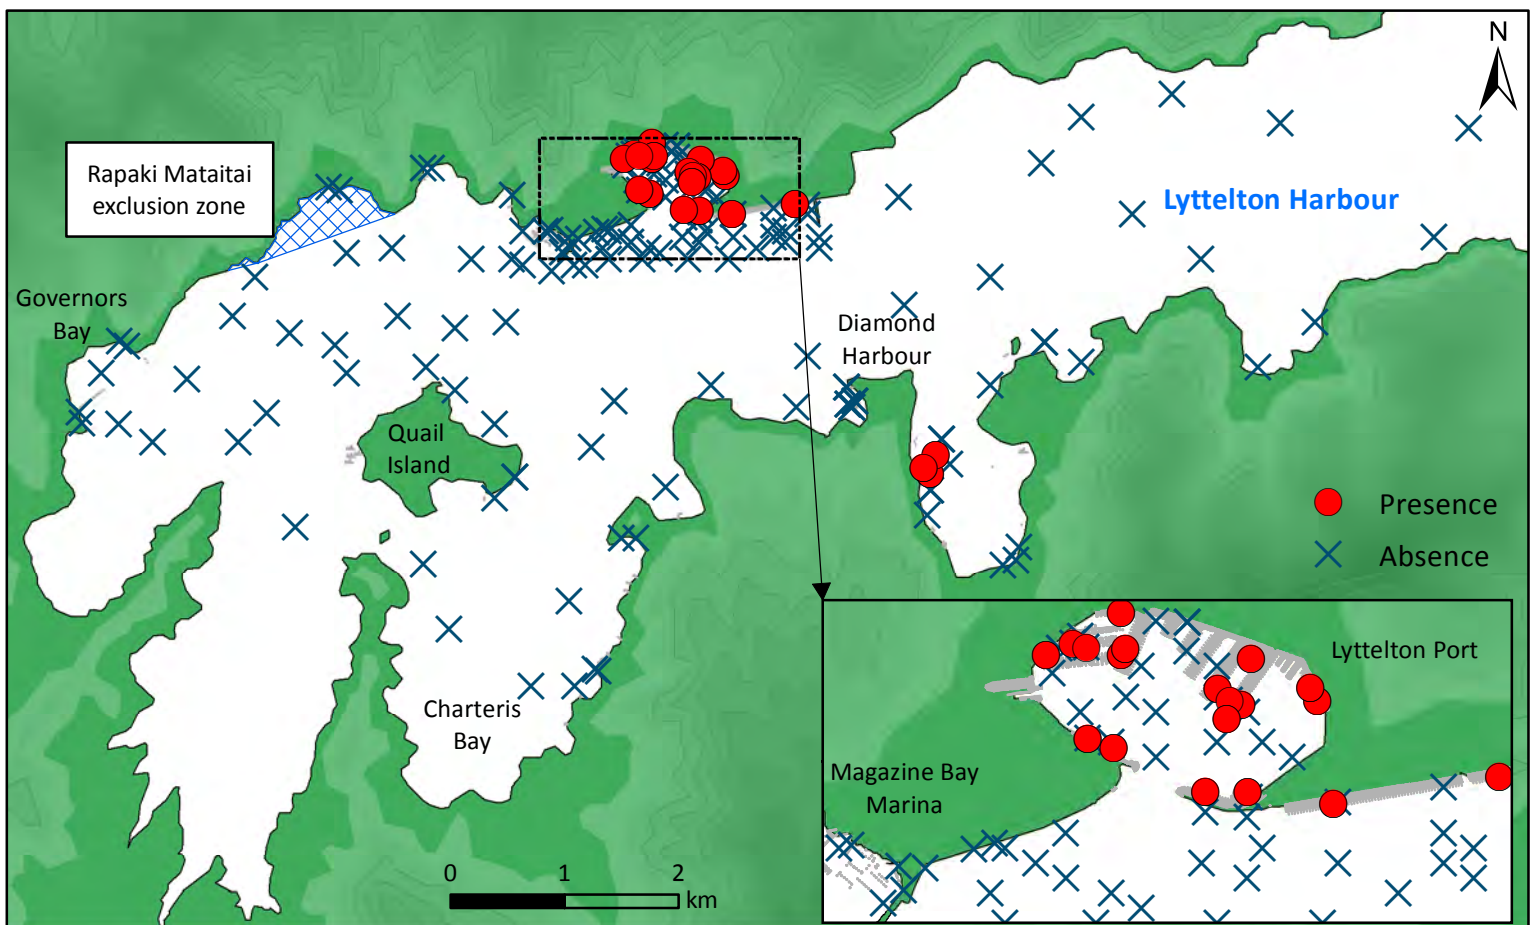 N
Rapaki Mataitai
exclusion zone
Lyttelton Harbour
Governors
Bay
Diamond
Harbour
Quail
Island
Presence
Absence
Lyttelton Port
Charteris
Bay
Magazine Bay
Marina
0 1 2
km